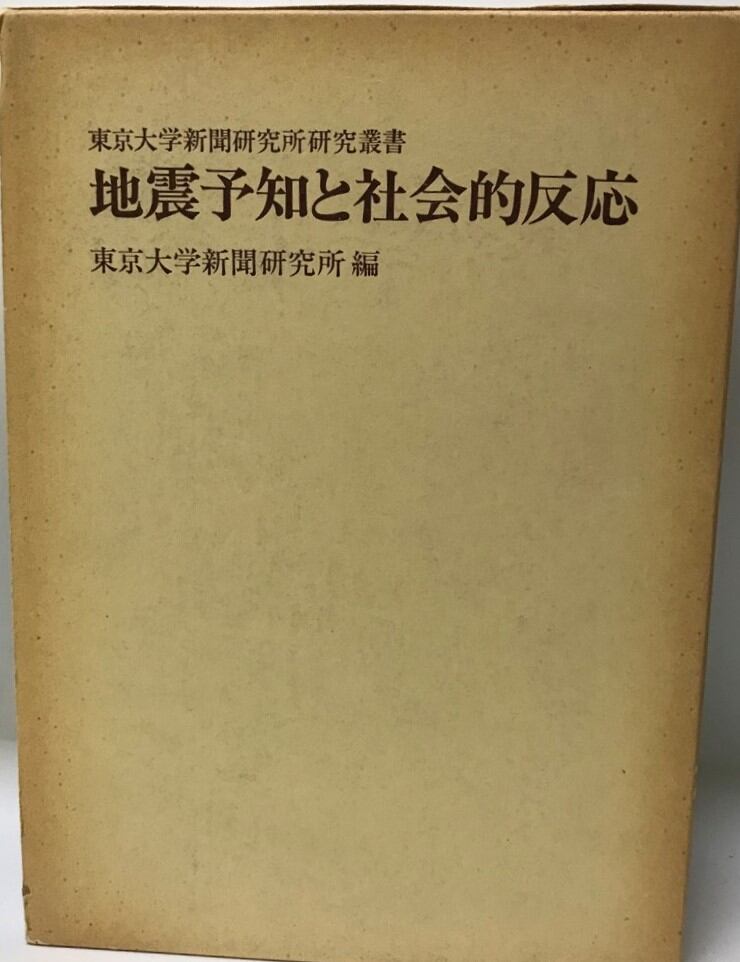 東京大学新聞研究所研究叢書
地震予知と社会的反応
東京大学新聞研究所 編